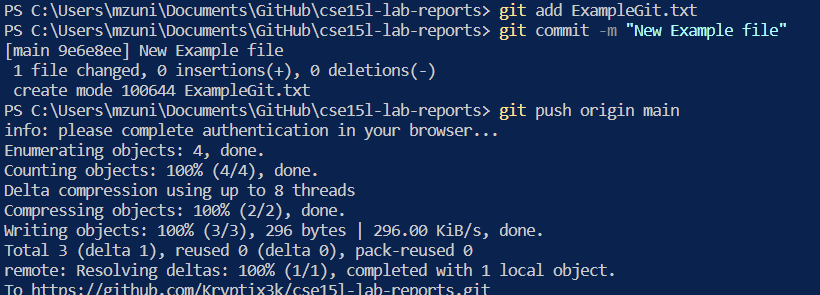 PS C:\Users\mzuni\Documents\GitHub\cse15l-lab-reports> git add ExampleGit.txt
PS C:\Users\mzuni\Documents\GitHub\cse15l-lab-reports> git commit -m "New Example file"
[main 9e6e8ee] New Example file
 1 file changed, 0 insertions(+), 0 deletions(-)
 create mode 100644 ExampleGit.txt
PS C:\Users\mzuni\Documents\GitHub\cse15l-lab-reports> git push origin main
info: please complete authentication in your browser...
Enumerating objects: 4, done.
Counting objects: 100% (4/4), done.
Delta compression using up to 8 threads
Compressing objects: 100% (2/2), done.
Writing objects: 100% (3/3), 296 bytes | 296.00 KiB/s, done.
Total 3 (delta 1), reused 0 (delta 0), pack-reused 0
remote: Resolving deltas: 100% (1/1), completed with 1 local object.
To https://github.com/Kryptix3k/cse15l-lab-reports.git